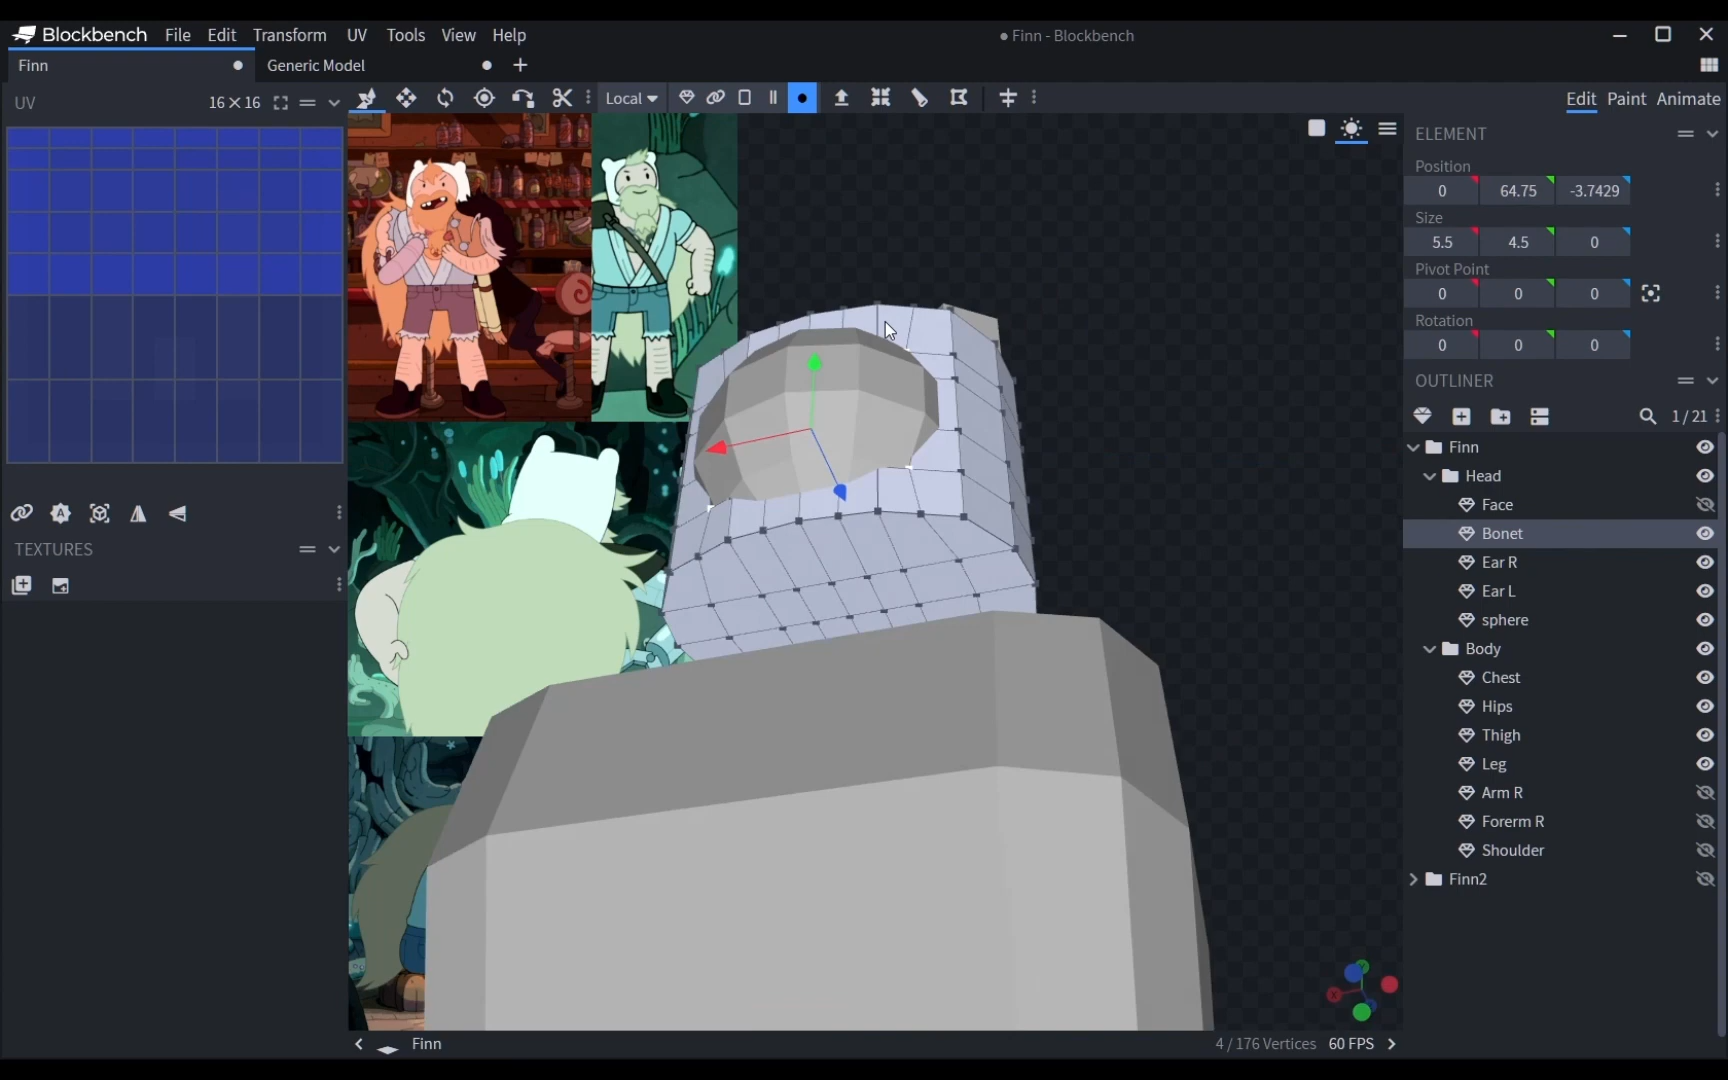 Blockbench File Edit Transform UV Tools View Help
● Finn - Blockbench
Finn
Generic Model
UV
16×16
Local
Edit Paint Animate
ELEMENT
Position
0 64.75 -3.7429
Size
5.5 4.5 0
Pivot Point
0 0 0
Rotation
0 0 0
OUTLINER
1 / 21
Finn
Head
Face
Bonet
Ear R
Ear L
sphere
Body
Chest
Hips
Thigh
Leg
Arm R
Forerm R
Shoulder
Finn2
TEXTURES
Finn
4 / 176 Vertices 60 FPS